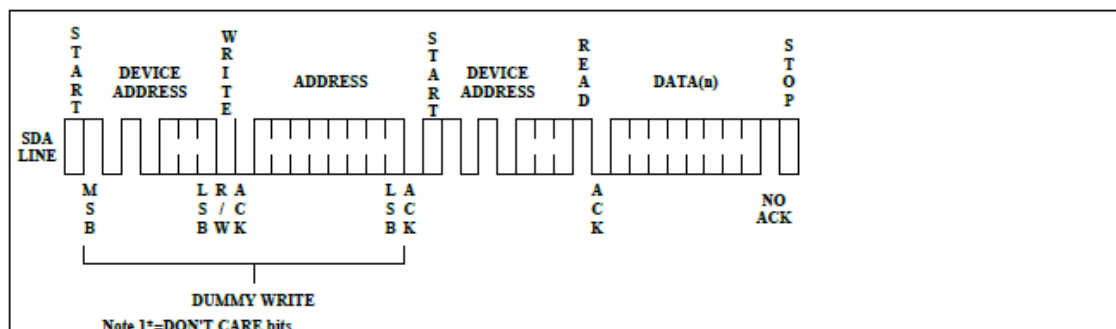 START
DEVICE ADDRESS
WRITE
ADDRESS
START
DEVICE ADDRESS
READ
DATA(n)
STOP
SDA LINE
MSB
LSB
R/W
ACK
LSB
ACK
ACK
NO ACK
DUMMY WRITE
Note 1*=DON'T CARE bits